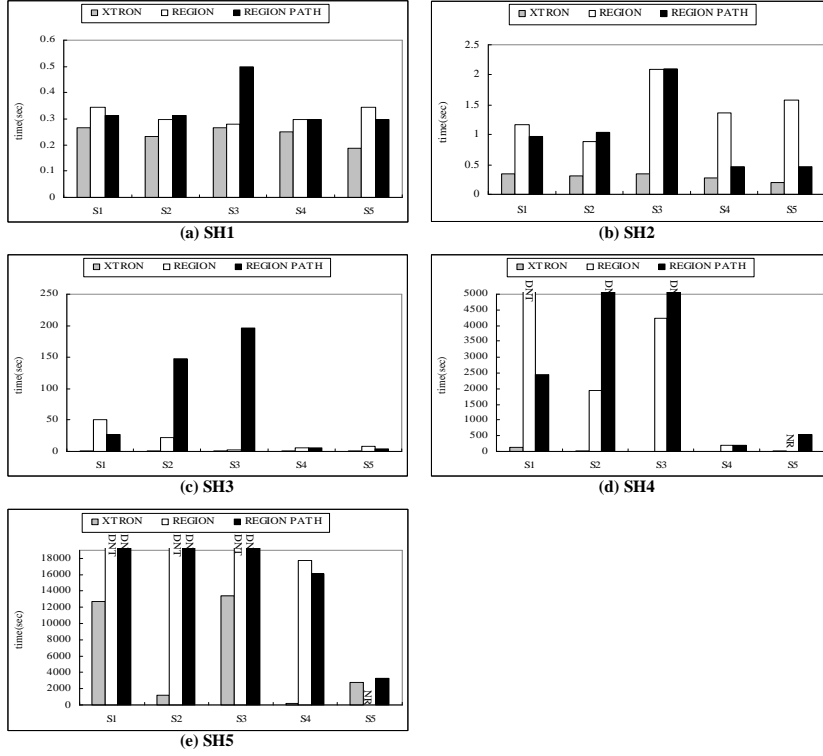 XTRON REGION REGION PATH
0.6
0.5
0.4
0.3
0.2
0.1
0
time(sec)
S1 S2 S3 S4 S5
(a) SH1
XTRON REGION REGION PATH
2.5
2
1.5
1
0.5
0
time(sec)
S1 S2 S3 S4 S5
(b) SH2
XTRON REGION REGION PATH
250
200
150
100
50
0
time(sec)
S1 S2 S3 S4 S5
(c) SH3
XTRON REGION REGION PATH
DNT DN DN
5000
4500
4000
3500
3000
2500
2000
1500
1000
500
0
time(sec)
NR
S1 S2 S3 S4 S5
(d) SH4
XTRON REGION REGION PATH
DNT DN DNT DN DNT DN
18000
16000
14000
12000
10000
8000
6000
4000
2000
0
time(sec)
NR
S1 S2 S3 S4 S5
(e) SH5